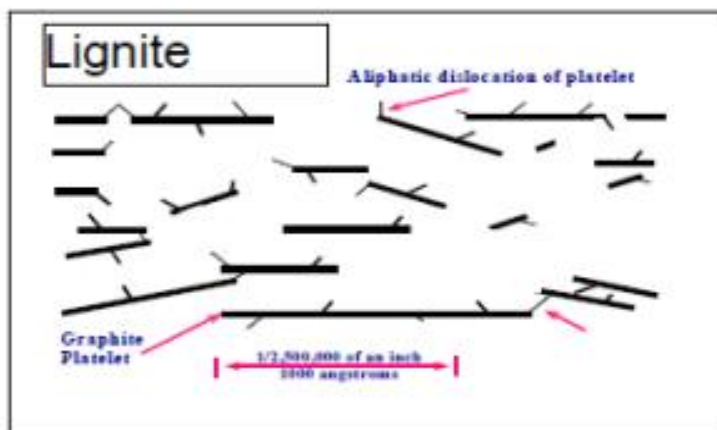 Lignite
Aliphatic dislocation of platelet
Graphite
Platelet
1/2,500,000 of an inch
1000 angstroms